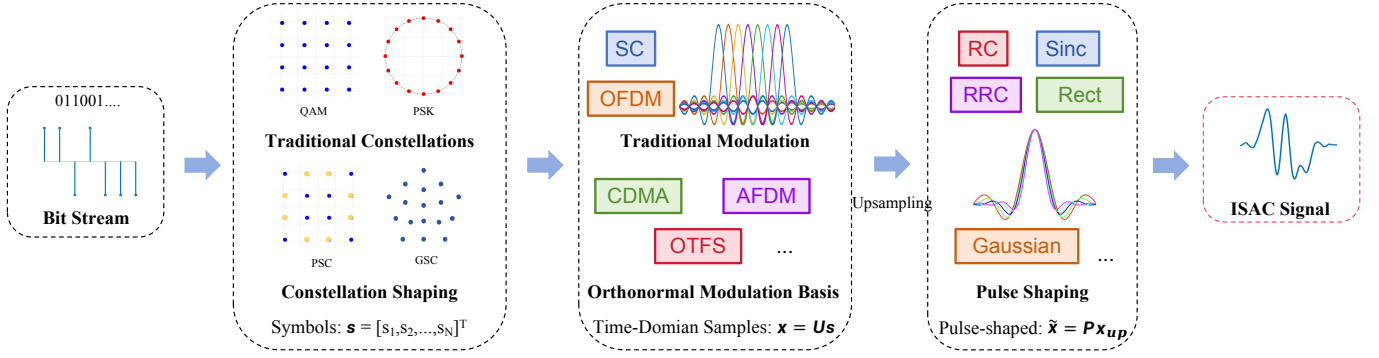 011001....
Bit Stream
QAM
PSK
Traditional Constellations
PSC
GSC
Constellation Shaping
Symbols: s = [s₁,s₂,...,s_N]ᵀ
SC
OFDM
Traditional Modulation
CDMA
AFDM
OTFS
...
Orthonormal Modulation Basis
Time-Domian Samples: x = Us
Upsampling
RC
Sinc
RRC
Rect
Gaussian
...
Pulse Shaping
Pulse-shaped: x̃ = Px_up
ISAC Signal